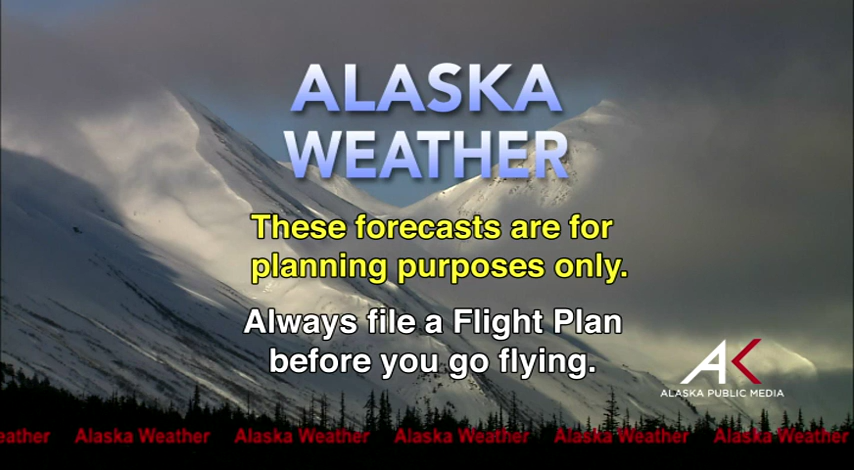 ALASKA
WEATHER
These forecasts are for
planning purposes only.
Always file a Flight Plan
before you go flying.
AK
ALASKA PUBLIC MEDIA
eather Alaska Weather Alaska Weather Alaska Weather Alaska Weather Alaska Weather